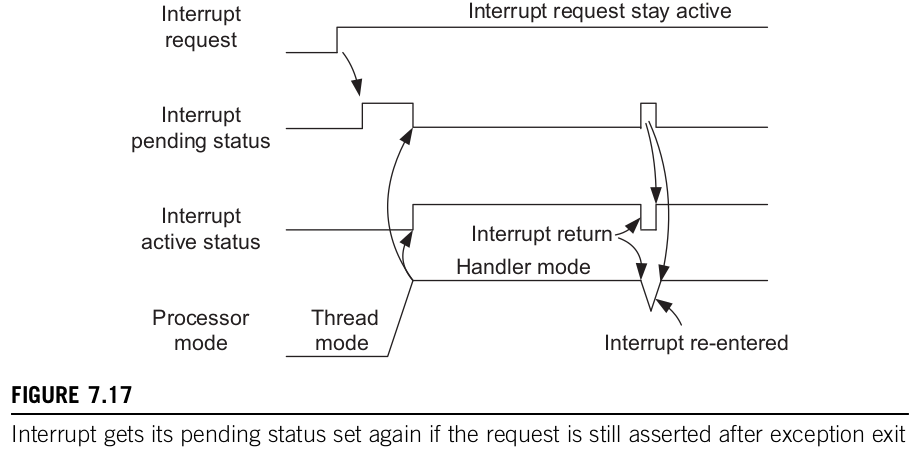 Interrupt request stay active
Interrupt
request
Interrupt
pending status
Interrupt
active status
Interrupt return
Handler mode
Processor
mode
Thread
mode
Interrupt re-entered
FIGURE 7.17
Interrupt gets its pending status set again if the request is still asserted after exception exit